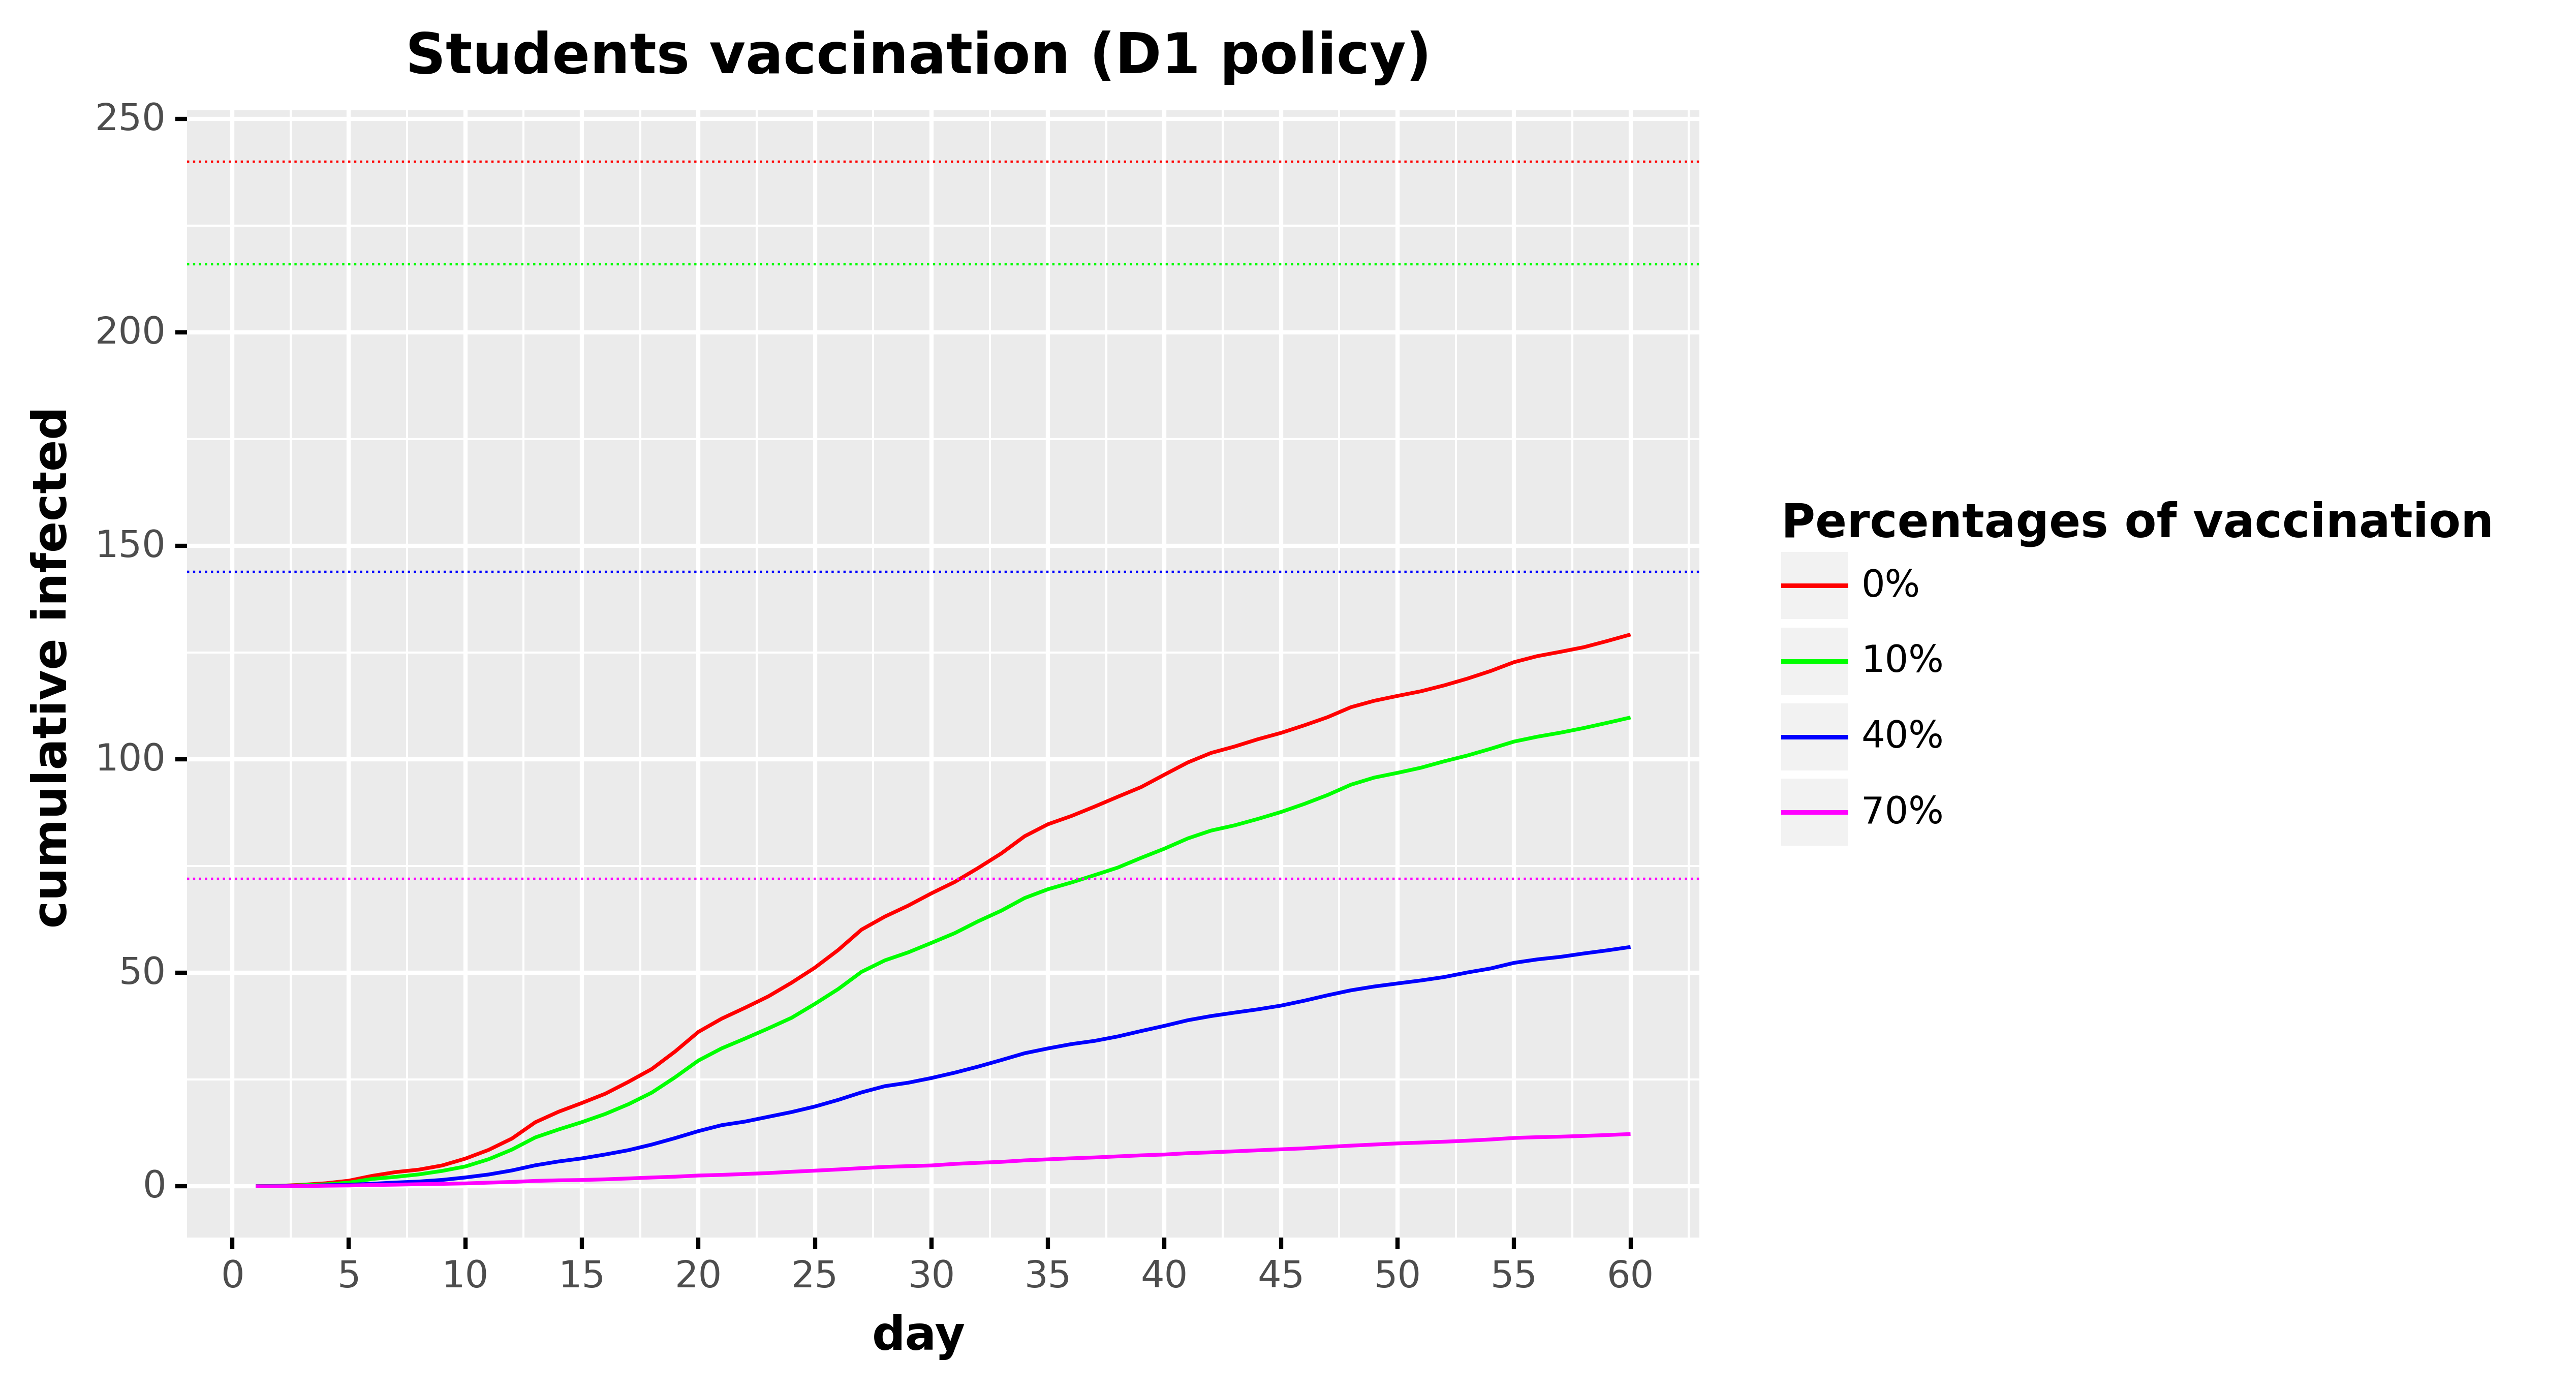 Students vaccination (D1 policy)
250
200
150
100
50
0
cumulative infected
0 5 10 15 20 25 30 35 40 45 50 55 60
day
Percentages of vaccination
0%
10%
40%
70%